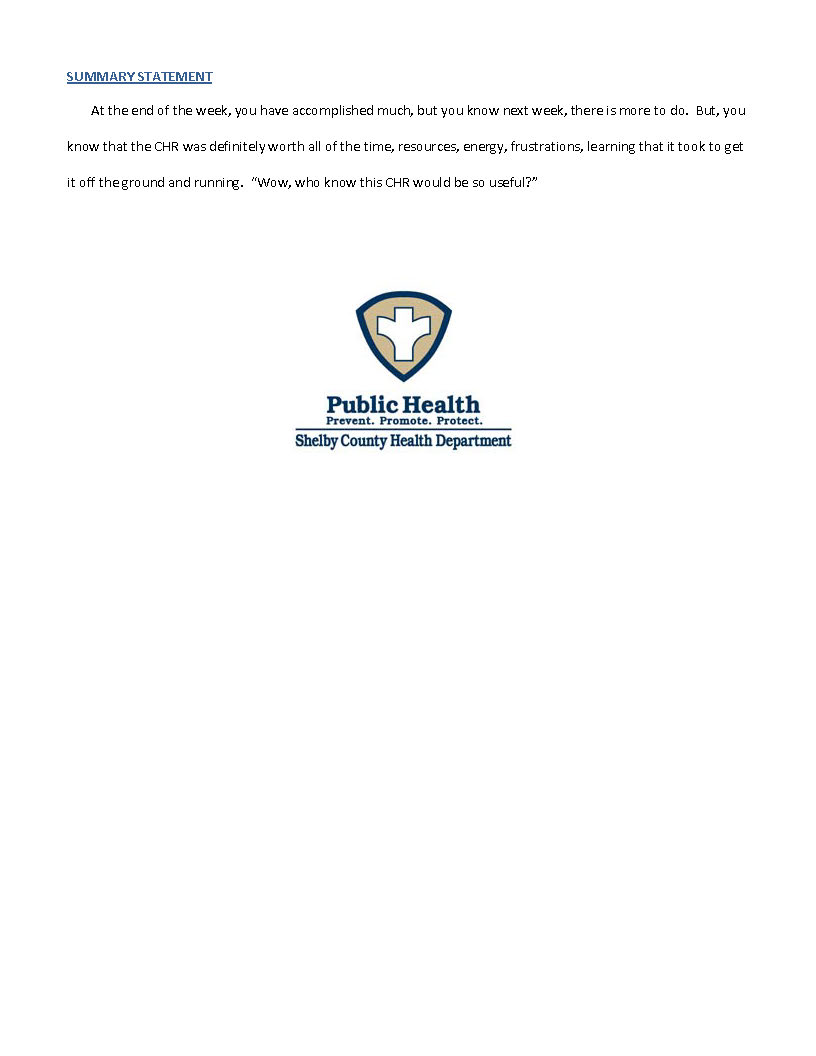 SUMMARY STATEMENT
At the end of the week, you have accomplished much, but you know next week, there is more to do.  But, you
know that the CHR was definitely worth all of the time, resources, energy, frustrations, learning that it took to get
it off the ground and running.  “Wow, who know this CHR would be so useful?”
Public Health
Prevent. Promote. Protect.
Shelby County Health Department